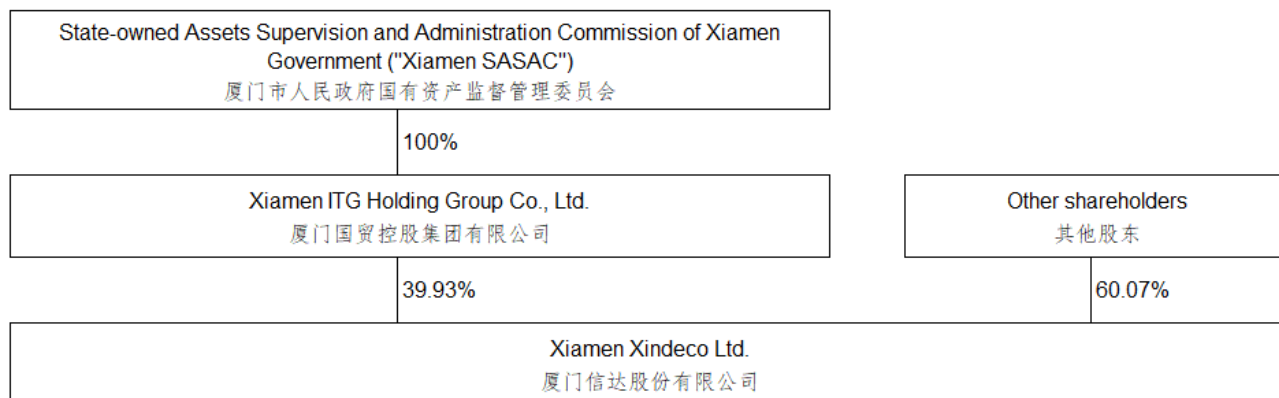 State-owned Assets Supervision and Administration Commission of Xiamen
Government ("Xiamen SASAC")
厦门市人民政府国有资产监督管理委员会
100%
Xiamen ITG Holding Group Co., Ltd.
厦门国贸控股集团有限公司
Other shareholders
其他股东
39.93%
60.07%
Xiamen Xindeco Ltd.
厦门信达股份有限公司